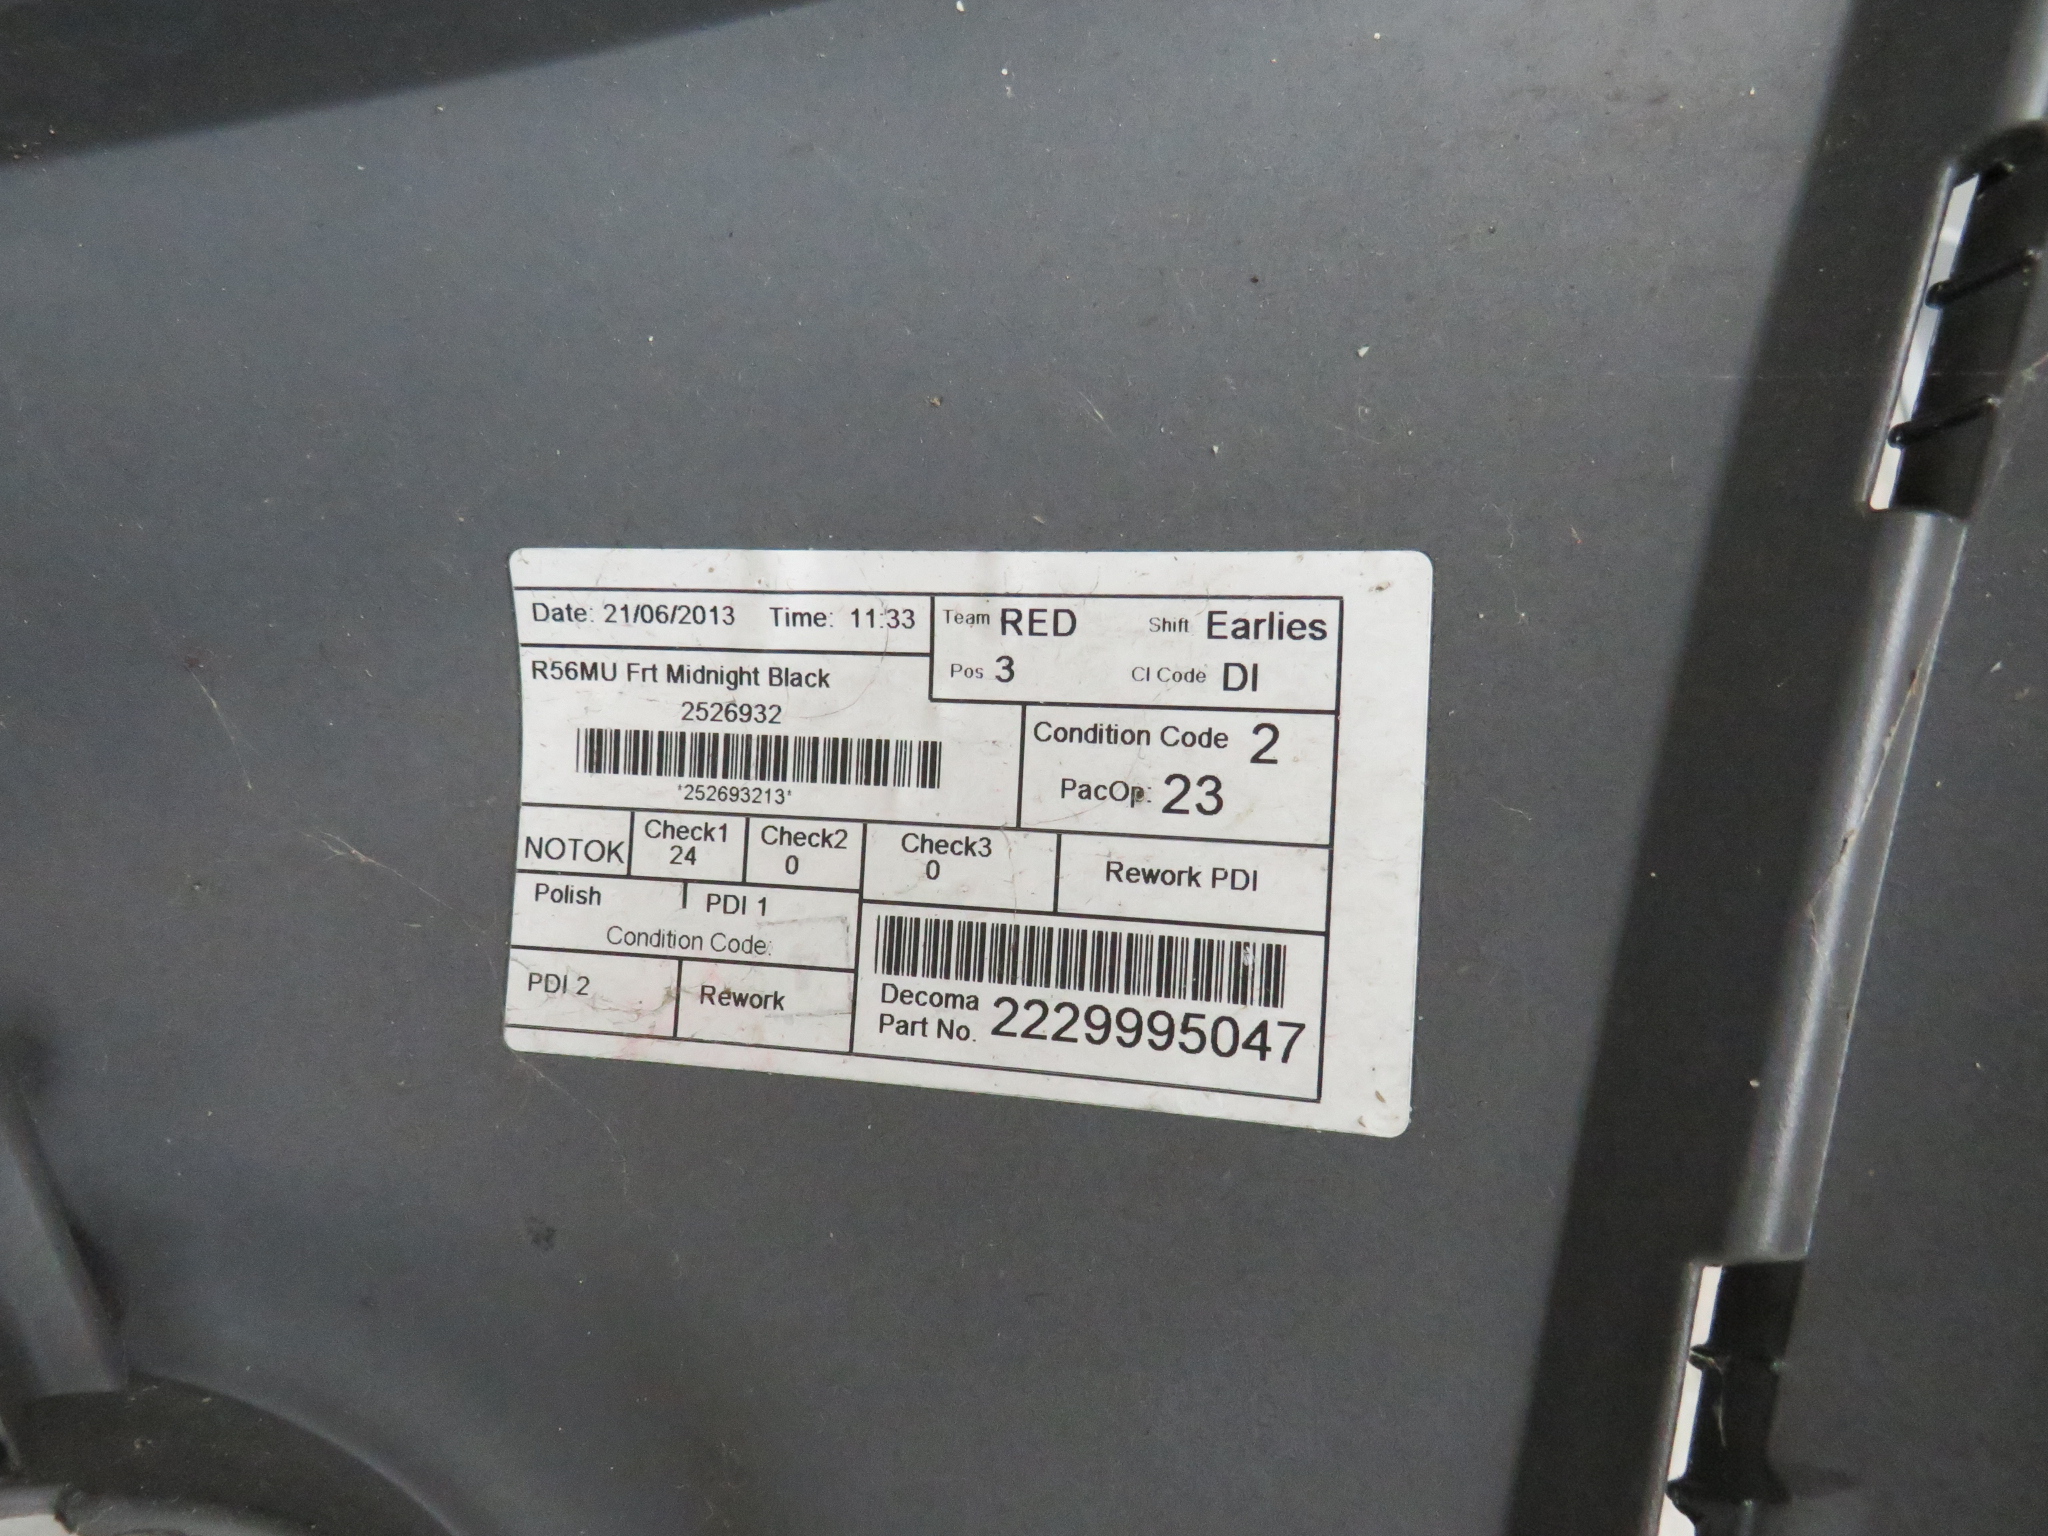 Date: 21/06/2013 Time: 11:33
Team RED Shift Earlies
Pos 3 CI Code DI
R56MU Frt Midnight Black
2526932
*252693213*
Condition Code 2
PacOp: 23
NOTOK
Check1
24
Check2
0
Check3
0
Rework PDI
Polish
PDI 1
Condition Code:
PDI 2
Rework
Decoma
Part No. 2229995047